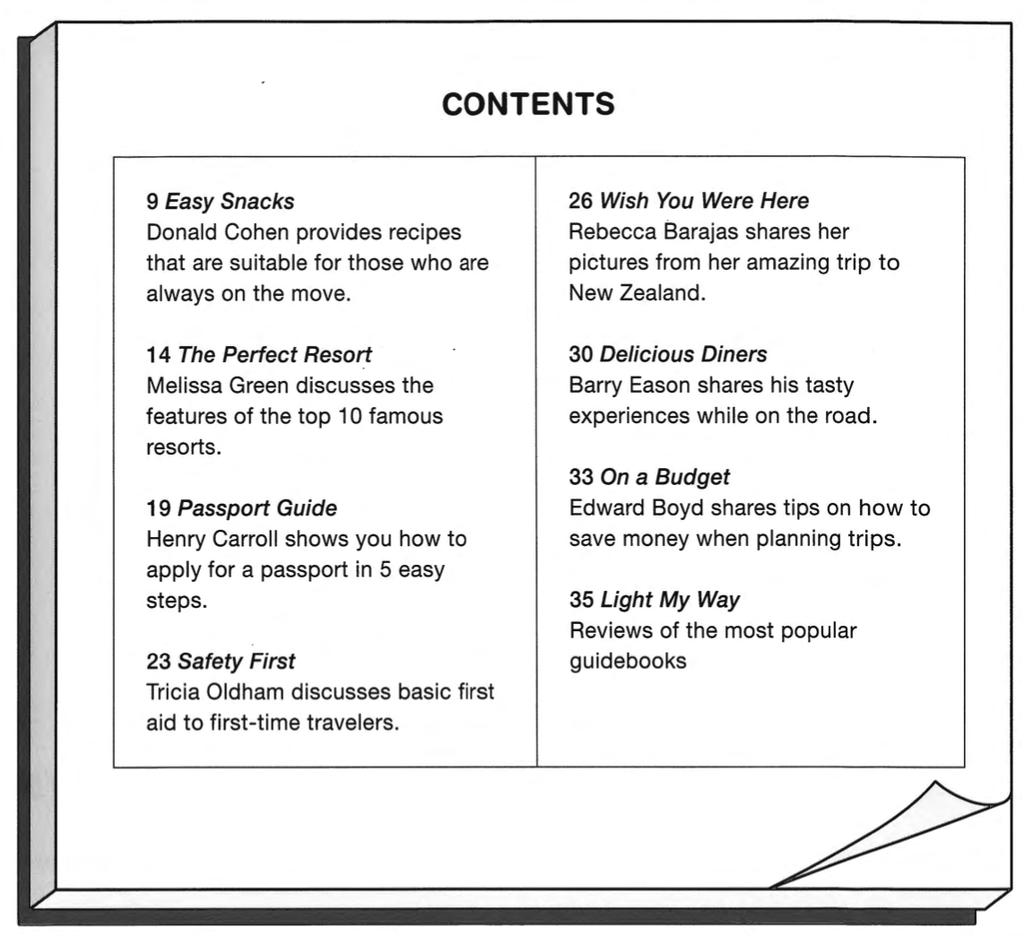 CONTENTS
9 Easy Snacks
Donald Cohen provides recipes
that are suitable for those who are
always on the move.
14 The Perfect Resort
Melissa Green discusses the
features of the top 10 famous
resorts.
19 Passport Guide
Henry Carroll shows you how to
apply for a passport in 5 easy
steps.
23 Safety First
Tricia Oldham discusses basic first
aid to first-time travelers.
26 Wish You Were Here
Rebecca Barajas shares her
pictures from her amazing trip to
New Zealand.
30 Delicious Diners
Barry Eason shares his tasty
experiences while on the road.
33 On a Budget
Edward Boyd shares tips on how to
save money when planning trips.
35 Light My Way
Reviews of the most popular
guidebooks